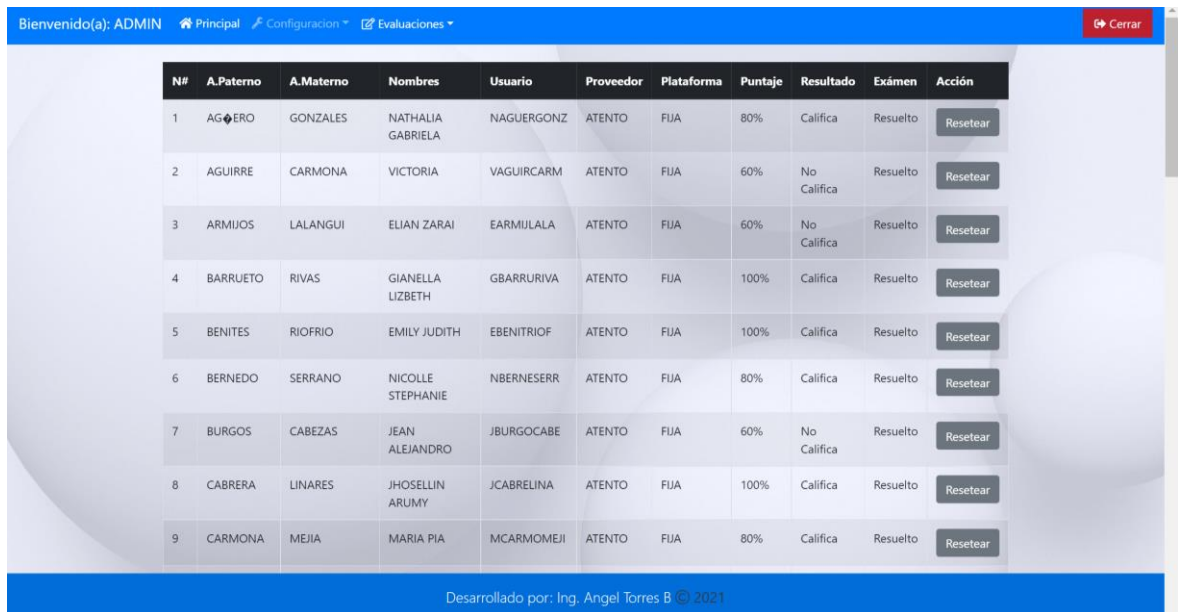 Bienvenido(a): ADMIN Principal Configuracion Evaluaciones Cerrar
N# A.Paterno A.Materno Nombres Usuario Proveedor Plataforma Puntaje Resultado Exámen Acción
1 AG�ERO GONZALES NATHALIA GABRIELA NAGUERGONZ ATENTO FIJA 80% Califica Resuelto Resetear
2 AGUIRRE CARMONA VICTORIA VAGUIRCARM ATENTO FIJA 60% No Califica Resuelto Resetear
3 ARMIJOS LALANGUI ELIAN ZARAI EARMIJLALA ATENTO FIJA 60% No Califica Resuelto Resetear
4 BARRUETO RIVAS GIANELLA LIZBETH GBARRURIVA ATENTO FIJA 100% Califica Resuelto Resetear
5 BENITES RIOFRIO EMILY JUDITH EBENITRIOF ATENTO FIJA 100% Califica Resuelto Resetear
6 BERNEDO SERRANO NICOLLE STEPHANIE NBERNESERR ATENTO FIJA 80% Califica Resuelto Resetear
7 BURGOS CABEZAS JEAN ALEJANDRO JBURGOCABE ATENTO FIJA 60% No Califica Resuelto Resetear
8 CABRERA LINARES JHOSELLIN ARUMY JCABRELINA ATENTO FIJA 100% Califica Resuelto Resetear
9 CARMONA MEJIA MARIA PIA MCARMOMEJI ATENTO FIJA 80% Califica Resuelto Resetear
Desarrollado por: Ing. Angel Torres B © 2021